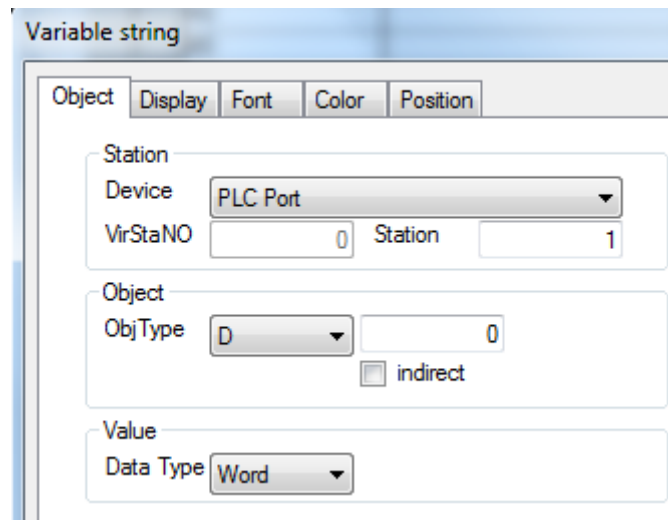 Variable string
Object Display Font Color Position
Station
Device PLC Port
VirStaNO 0 Station 1
Object
ObjType D 0
indirect
Value
Data Type Word